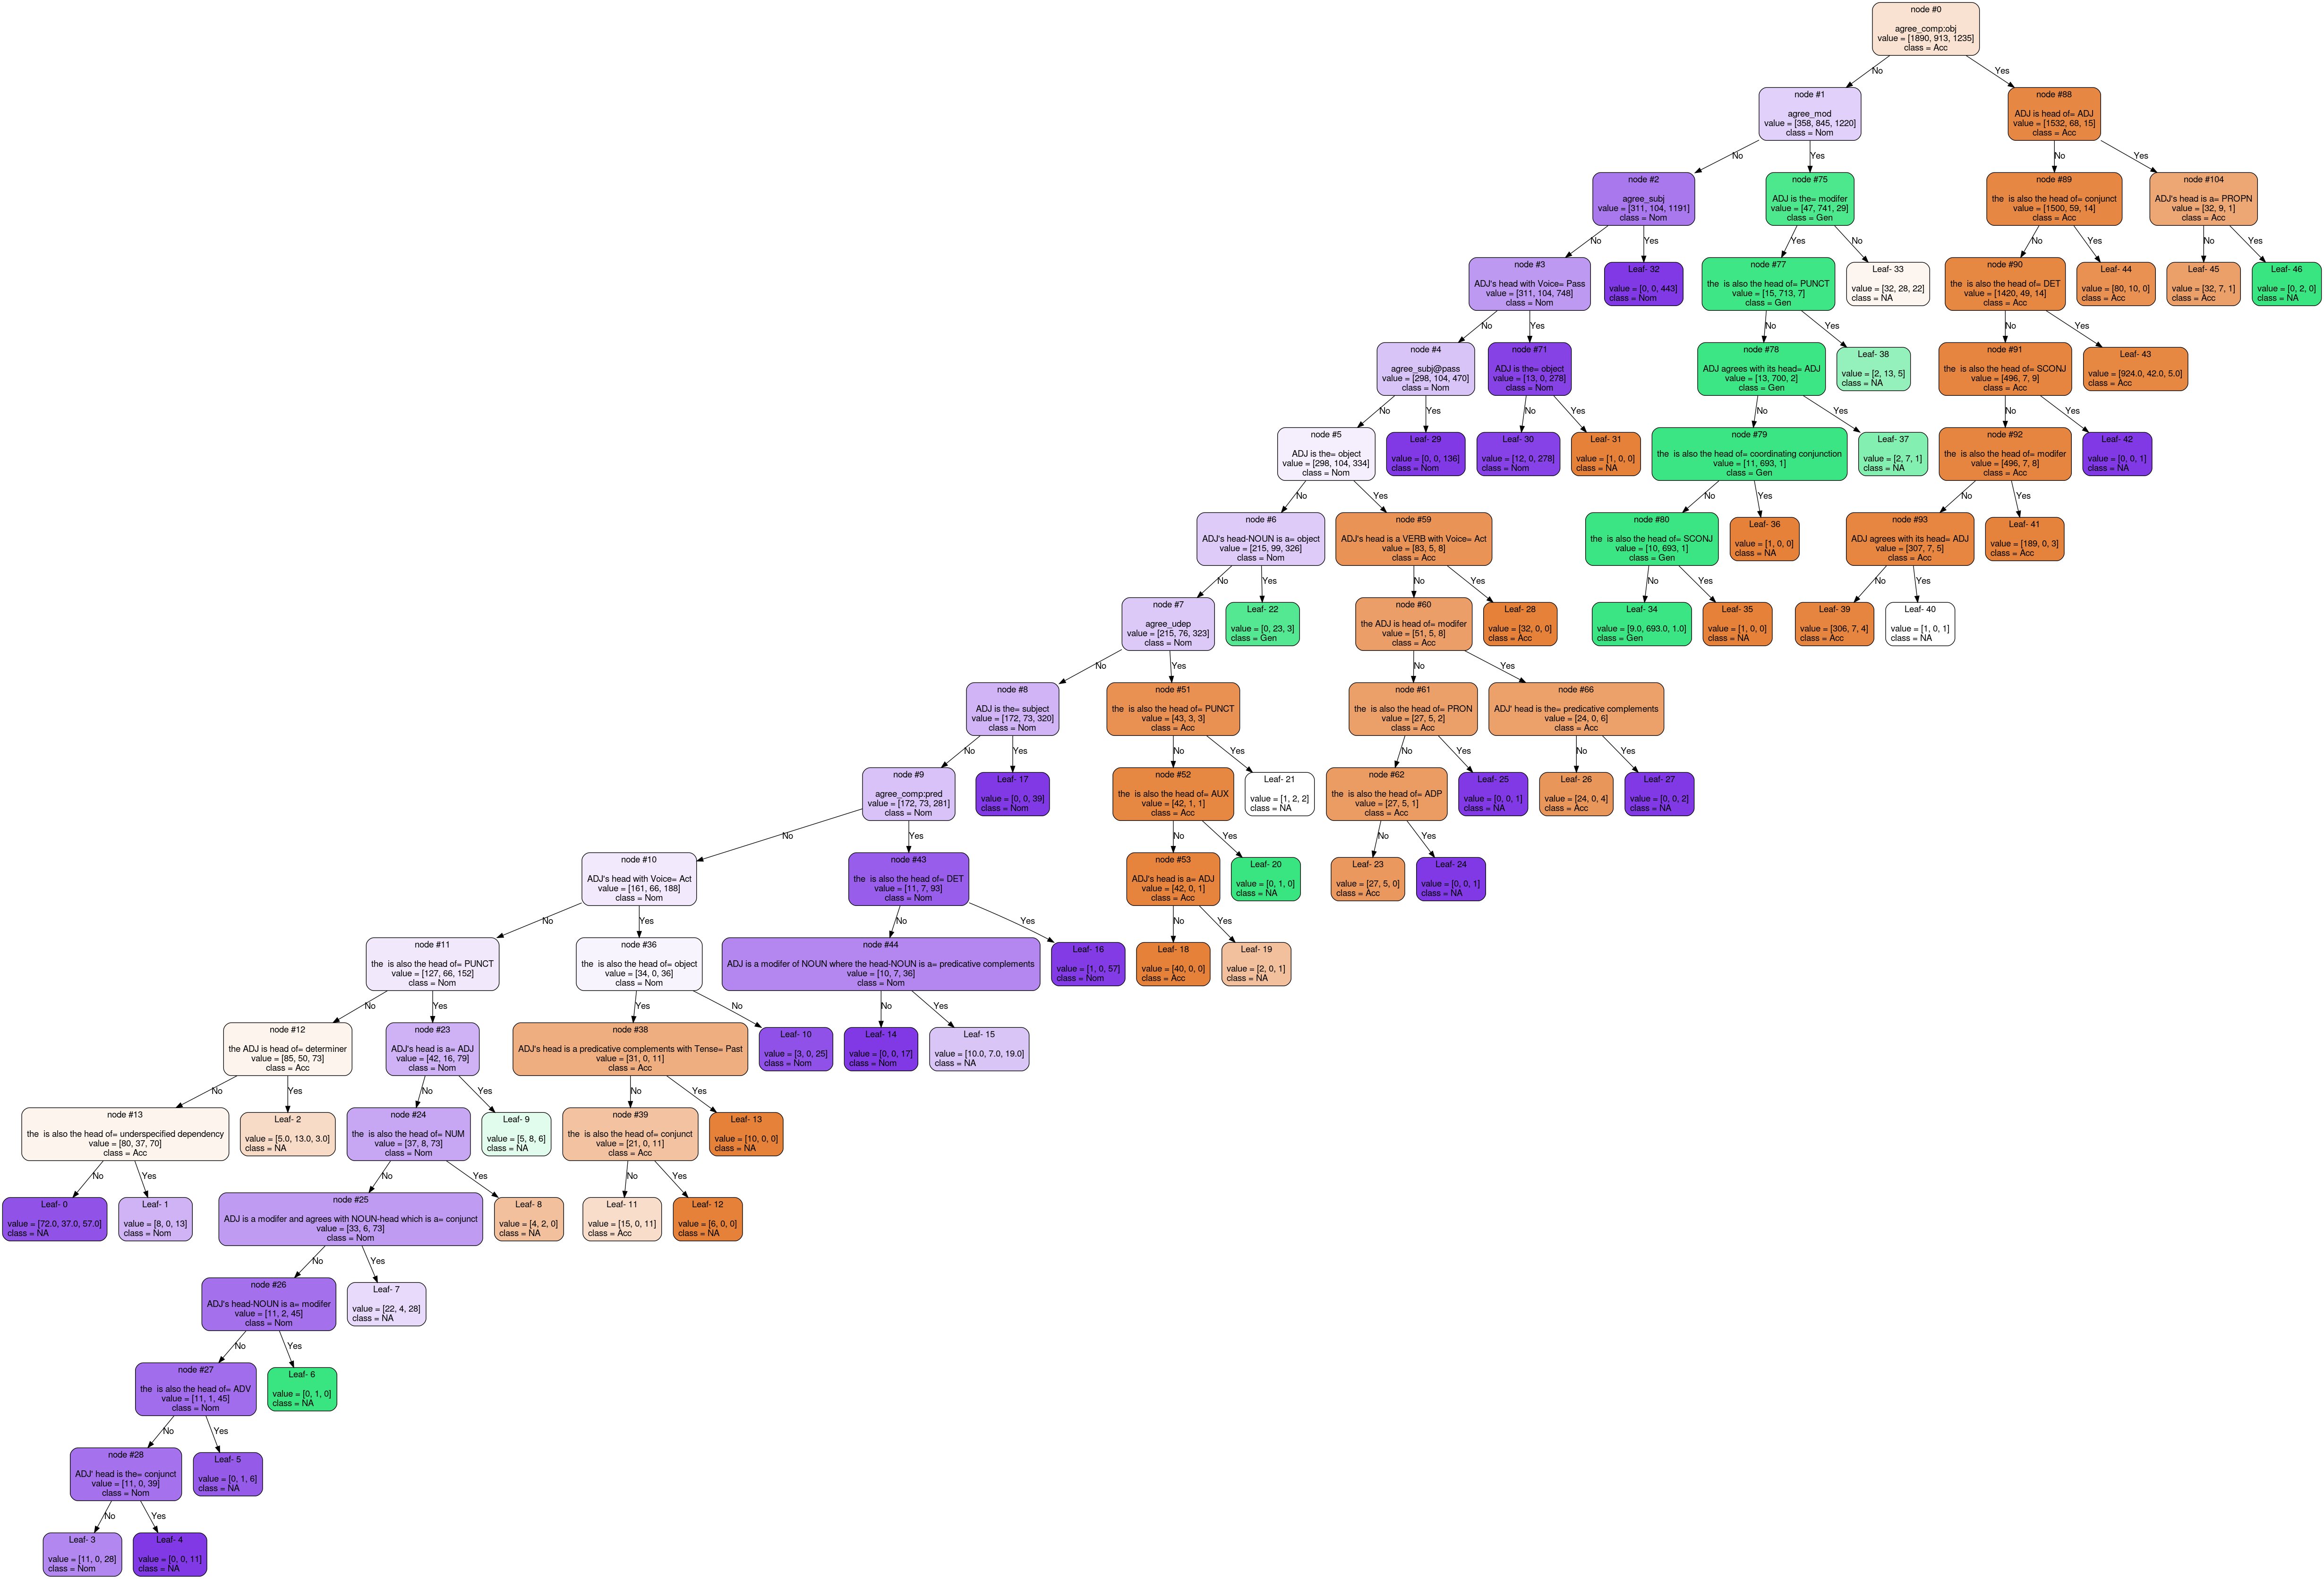 node #0
agree_comp:obj
value = [1890, 913, 1235]
class = Acc
No
Yes
node #1
agree_mod
value = [358, 845, 1220]
class = Nom
node #88
ADJ is head of= ADJ
value = [1532, 68, 15]
class = Acc
No
Yes
No
Yes
node #2
agree_subj
value = [311, 104, 1191]
class = Nom
node #75
ADJ is the= modifer
value = [47, 741, 29]
class = Gen
node #89
the  is also the head of= conjunct
value = [1500, 59, 14]
class = Acc
node #104
ADJ's head is a= PROPN
value = [32, 9, 1]
class = Acc
No
Yes
Yes
No
No
Yes
No
Yes
node #3
ADJ's head with Voice= Pass
value = [311, 104, 748]
class = Nom
Leaf- 32
value = [0, 0, 443]
class = Nom
node #77
the  is also the head of= PUNCT
value = [15, 713, 7]
class = Gen
Leaf- 33
value = [32, 28, 22]
class = NA
node #90
the  is also the head of= DET
value = [1420, 49, 14]
class = Acc
Leaf- 44
value = [80, 10, 0]
class = Acc
Leaf- 45
value = [32, 7, 1]
class = Acc
Leaf- 46
value = [0, 2, 0]
class = NA
No
Yes
No
Yes
No
Yes
node #4
agree_subj@pass
value = [298, 104, 470]
class = Nom
node #71
ADJ is the= object
value = [13, 0, 278]
class = Nom
node #78
ADJ agrees with its head= ADJ
value = [13, 700, 2]
class = Gen
Leaf- 38
value = [2, 13, 5]
class = NA
node #91
the  is also the head of= SCONJ
value = [496, 7, 9]
class = Acc
Leaf- 43
value = [924.0, 42.0, 5.0]
class = Acc
No
Yes
No
Yes
No
Yes
No
Yes
node #5
ADJ is the= object
value = [298, 104, 334]
class = Nom
Leaf- 29
value = [0, 0, 136]
class = Nom
Leaf- 30
value = [12, 0, 278]
class = Nom
Leaf- 31
value = [1, 0, 0]
class = NA
node #79
the  is also the head of= coordinating conjunction
value = [11, 693, 1]
class = Gen
Leaf- 37
value = [2, 7, 1]
class = NA
node #92
the  is also the head of= modifer
value = [496, 7, 8]
class = Acc
Leaf- 42
value = [0, 0, 1]
class = NA
No
Yes
No
Yes
No
Yes
node #6
ADJ's head-NOUN is a= object
value = [215, 99, 326]
class = Nom
node #59
ADJ's head is a VERB with Voice= Act
value = [83, 5, 8]
class = Acc
node #80
the  is also the head of= SCONJ
value = [10, 693, 1]
class = Gen
Leaf- 36
value = [1, 0, 0]
class = NA
node #93
ADJ agrees with its head= ADJ
value = [307, 7, 5]
class = Acc
Leaf- 41
value = [189, 0, 3]
class = Acc
No
Yes
No
Yes
No
Yes
No
Yes
node #7
agree_udep
value = [215, 76, 323]
class = Nom
Leaf- 22
value = [0, 23, 3]
class = Gen
node #60
the ADJ is head of= modifer
value = [51, 5, 8]
class = Acc
Leaf- 28
value = [32, 0, 0]
class = Acc
Leaf- 34
value = [9.0, 693.0, 1.0]
class = Gen
Leaf- 35
value = [1, 0, 0]
class = NA
Leaf- 39
value = [306, 7, 4]
class = Acc
Leaf- 40
value = [1, 0, 1]
class = NA
No
Yes
No
Yes
node #8
ADJ is the= subject
value = [172, 73, 320]
class = Nom
node #51
the  is also the head of= PUNCT
value = [43, 3, 3]
class = Acc
node #61
the  is also the head of= PRON
value = [27, 5, 2]
class = Acc
node #66
ADJ' head is the= predicative complements
value = [24, 0, 6]
class = Acc
No
Yes
No
Yes
No
Yes
No
Yes
node #9
agree_comp:pred
value = [172, 73, 281]
class = Nom
Leaf- 17
value = [0, 0, 39]
class = Nom
node #52
the  is also the head of= AUX
value = [42, 1, 1]
class = Acc
Leaf- 21
value = [1, 2, 2]
class = NA
node #62
the  is also the head of= ADP
value = [27, 5, 1]
class = Acc
Leaf- 25
value = [0, 0, 1]
class = NA
Leaf- 26
value = [24, 0, 4]
class = Acc
Leaf- 27
value = [0, 0, 2]
class = NA
No
Yes
No
Yes
No
Yes
node #10
ADJ's head with Voice= Act
value = [161, 66, 188]
class = Nom
node #43
the  is also the head of= DET
value = [11, 7, 93]
class = Nom
node #53
ADJ's head is a= ADJ
value = [42, 0, 1]
class = Acc
Leaf- 20
value = [0, 1, 0]
class = NA
Leaf- 23
value = [27, 5, 0]
class = Acc
Leaf- 24
value = [0, 0, 1]
class = NA
No
Yes
No
Yes
No
Yes
node #11
the  is also the head of= PUNCT
value = [127, 66, 152]
class = Nom
node #36
the  is also the head of= object
value = [34, 0, 36]
class = Nom
node #44
ADJ is a modifer of NOUN where the head-NOUN is a= predicative complements
value = [10, 7, 36]
class = Nom
Leaf- 16
value = [1, 0, 57]
class = Nom
Leaf- 18
value = [40, 0, 0]
class = Acc
Leaf- 19
value = [2, 0, 1]
class = NA
No
Yes
Yes
No
No
Yes
node #12
the ADJ is head of= determiner
value = [85, 50, 73]
class = Acc
node #23
ADJ's head is a= ADJ
value = [42, 16, 79]
class = Nom
node #38
ADJ's head is a predicative complements with Tense= Past
value = [31, 0, 11]
class = Acc
Leaf- 10
value = [3, 0, 25]
class = Nom
Leaf- 14
value = [0, 0, 17]
class = Nom
Leaf- 15
value = [10.0, 7.0, 19.0]
class = NA
No
Yes
No
Yes
No
Yes
node #13
the  is also the head of= underspecified dependency
value = [80, 37, 70]
class = Acc
Leaf- 2
value = [5.0, 13.0, 3.0]
class = NA
node #24
the  is also the head of= NUM
value = [37, 8, 73]
class = Nom
Leaf- 9
value = [5, 8, 6]
class = NA
node #39
the  is also the head of= conjunct
value = [21, 0, 11]
class = Acc
Leaf- 13
value = [10, 0, 0]
class = NA
No
Yes
No
Yes
No
Yes
Leaf- 0
value = [72.0, 37.0, 57.0]
class = NA
Leaf- 1
value = [8, 0, 13]
class = Nom
node #25
ADJ is a modifer and agrees with NOUN-head which is a= conjunct
value = [33, 6, 73]
class = Nom
Leaf- 8
value = [4, 2, 0]
class = NA
Leaf- 11
value = [15, 0, 11]
class = Acc
Leaf- 12
value = [6, 0, 0]
class = NA
No
Yes
node #26
ADJ's head-NOUN is a= modifer
value = [11, 2, 45]
class = Nom
Leaf- 7
value = [22, 4, 28]
class = NA
No
Yes
node #27
the  is also the head of= ADV
value = [11, 1, 45]
class = Nom
Leaf- 6
value = [0, 1, 0]
class = NA
No
Yes
node #28
ADJ' head is the= conjunct
value = [11, 0, 39]
class = Nom
Leaf- 5
value = [0, 1, 6]
class = NA
No
Yes
Leaf- 3
value = [11, 0, 28]
class = Nom
Leaf- 4
value = [0, 0, 11]
class = NA